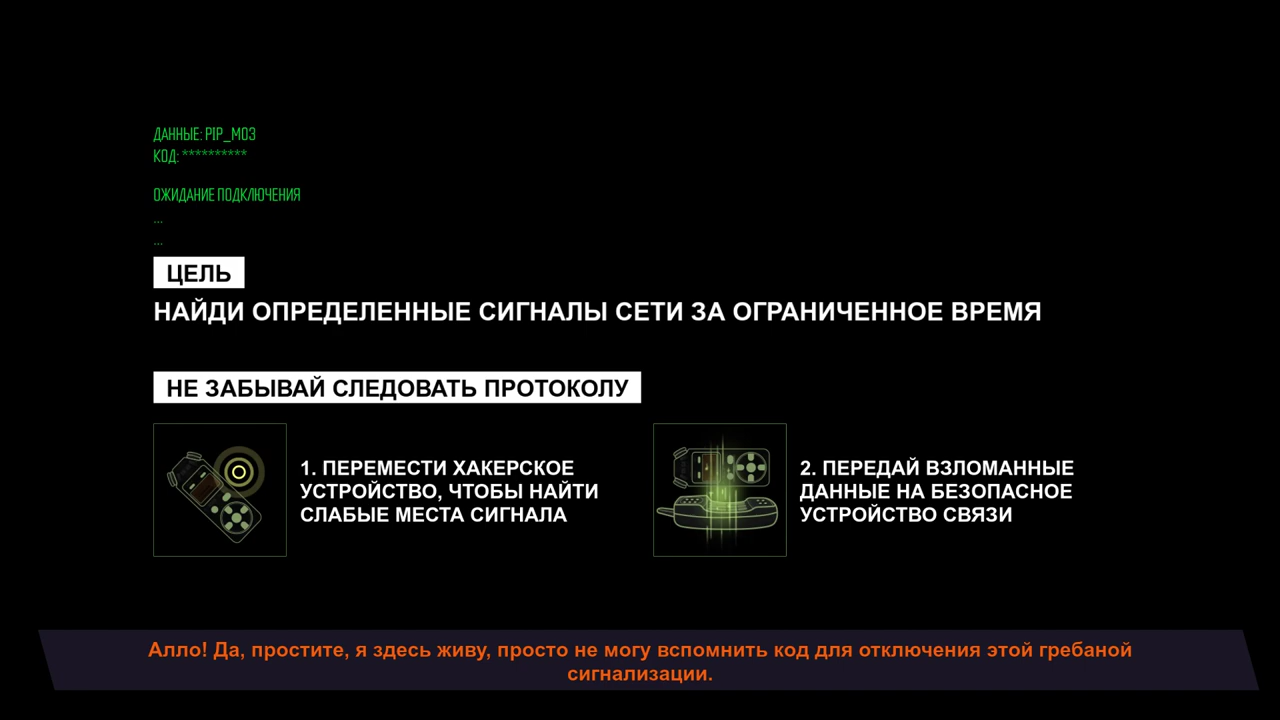 ДАННЫЕ: PIP_МОЗ
КОД: **********
ОЖИДАНИЕ ПОДКЛЮЧЕНИЯ
...
...
ЦЕЛЬ
НАЙДИ ОПРЕДЕЛЕННЫЕ СИГНАЛЫ СЕТИ ЗА ОГРАНИЧЕННОЕ ВРЕМЯ
НЕ ЗАБЫВАЙ СЛЕДОВАТЬ ПРОТОКОЛУ
1. ПЕРЕМЕСТИ ХАКЕРСКОЕ
УСТРОЙСТВО, ЧТОБЫ НАЙТИ
СЛАБЫЕ МЕСТА СИГНАЛА
2. ПЕРЕДАЙ ВЗЛОМАННЫЕ
ДАННЫЕ НА БЕЗОПАСНОЕ
УСТРОЙСТВО СВЯЗИ
Алло! Да, простите, я здесь живу, просто не могу вспомнить код для отключения этой гребаной
сигнализации.